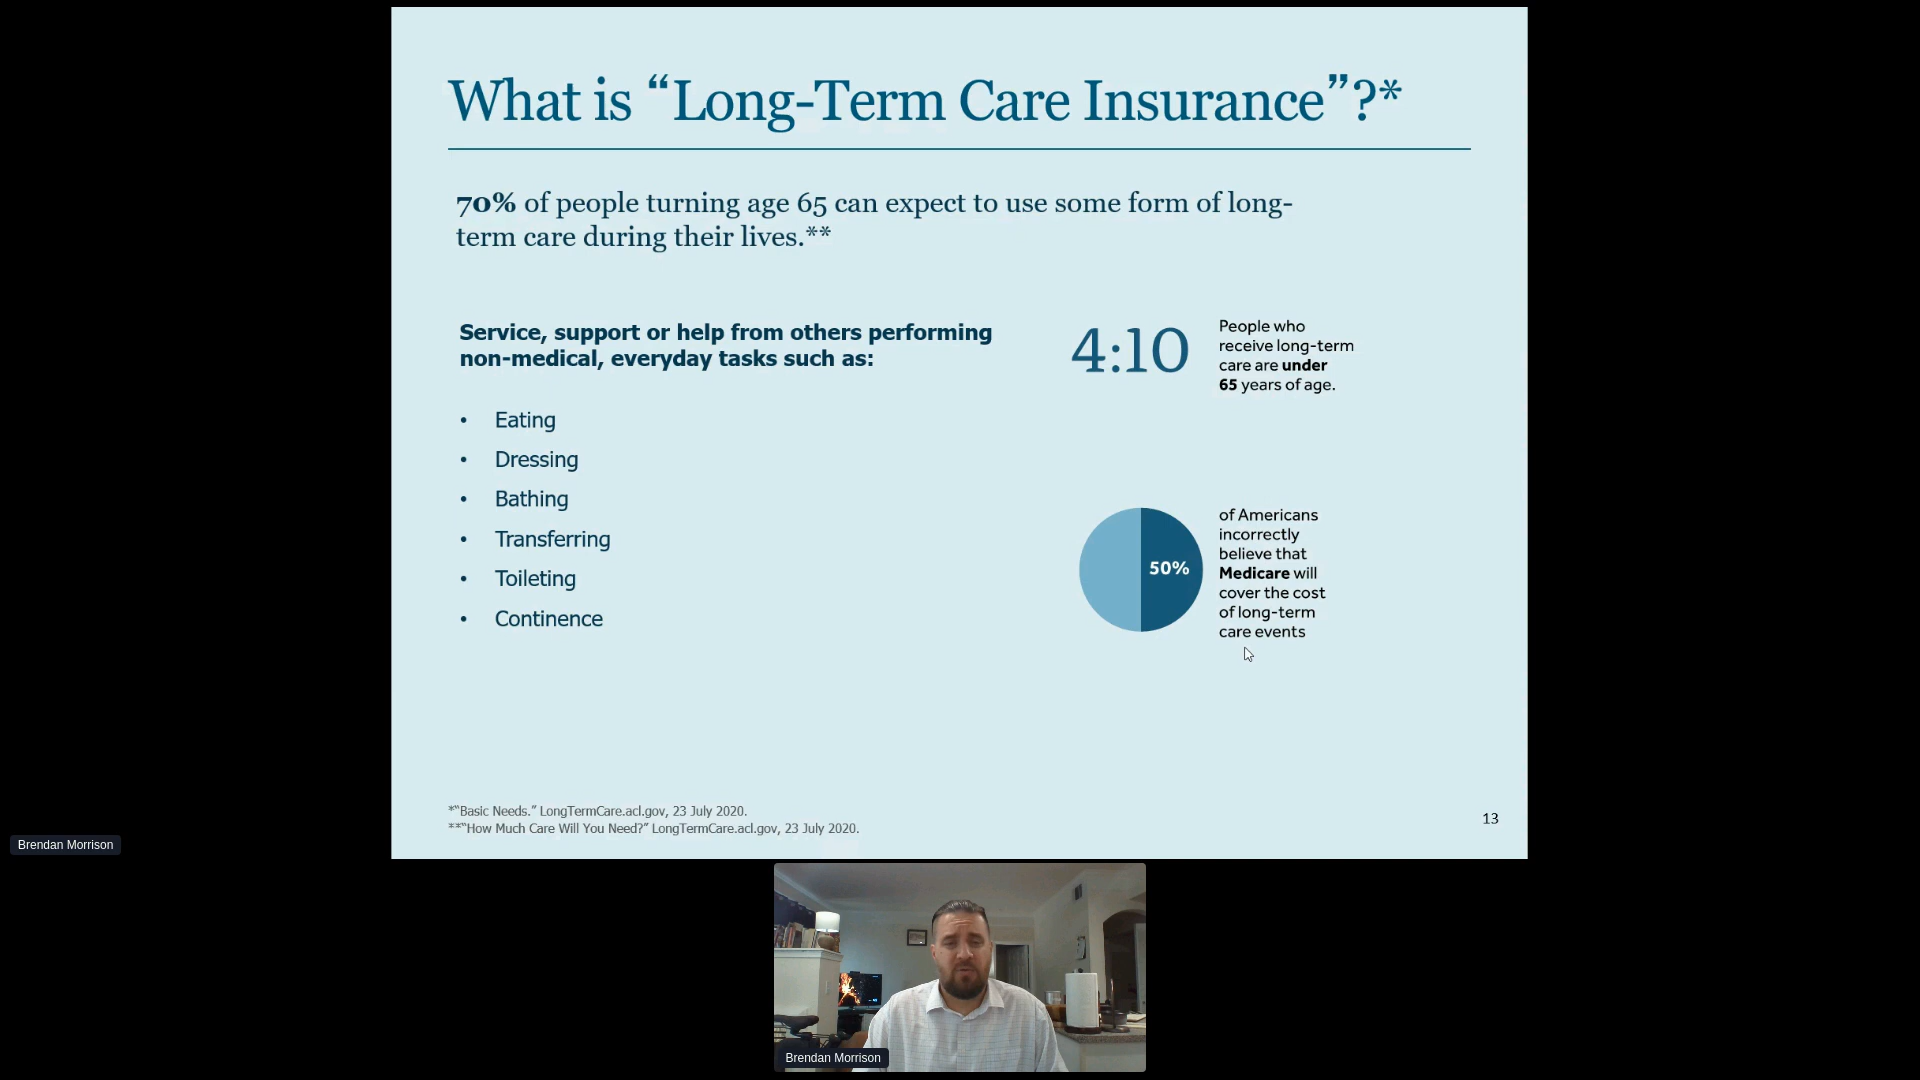 What is “Long-Term Care Insurance”?*
70% of people turning age 65 can expect to use some form of long-
term care during their lives.**
Service, support or help from others performing
non-medical, everyday tasks such as:
• Eating
• Dressing
• Bathing
• Transferring
• Toileting
• Continence
4:10
People who
receive long-term
care are under
65 years of age.
50%
of Americans
incorrectly
believe that
Medicare will
cover the cost
of long-term
care events
*“Basic Needs.” LongTermCare.acl.gov, 23 July 2020.
**“How Much Care Will You Need?” LongTermCare.acl.gov, 23 July 2020.
13
Brendan Morrison
Brendan Morrison